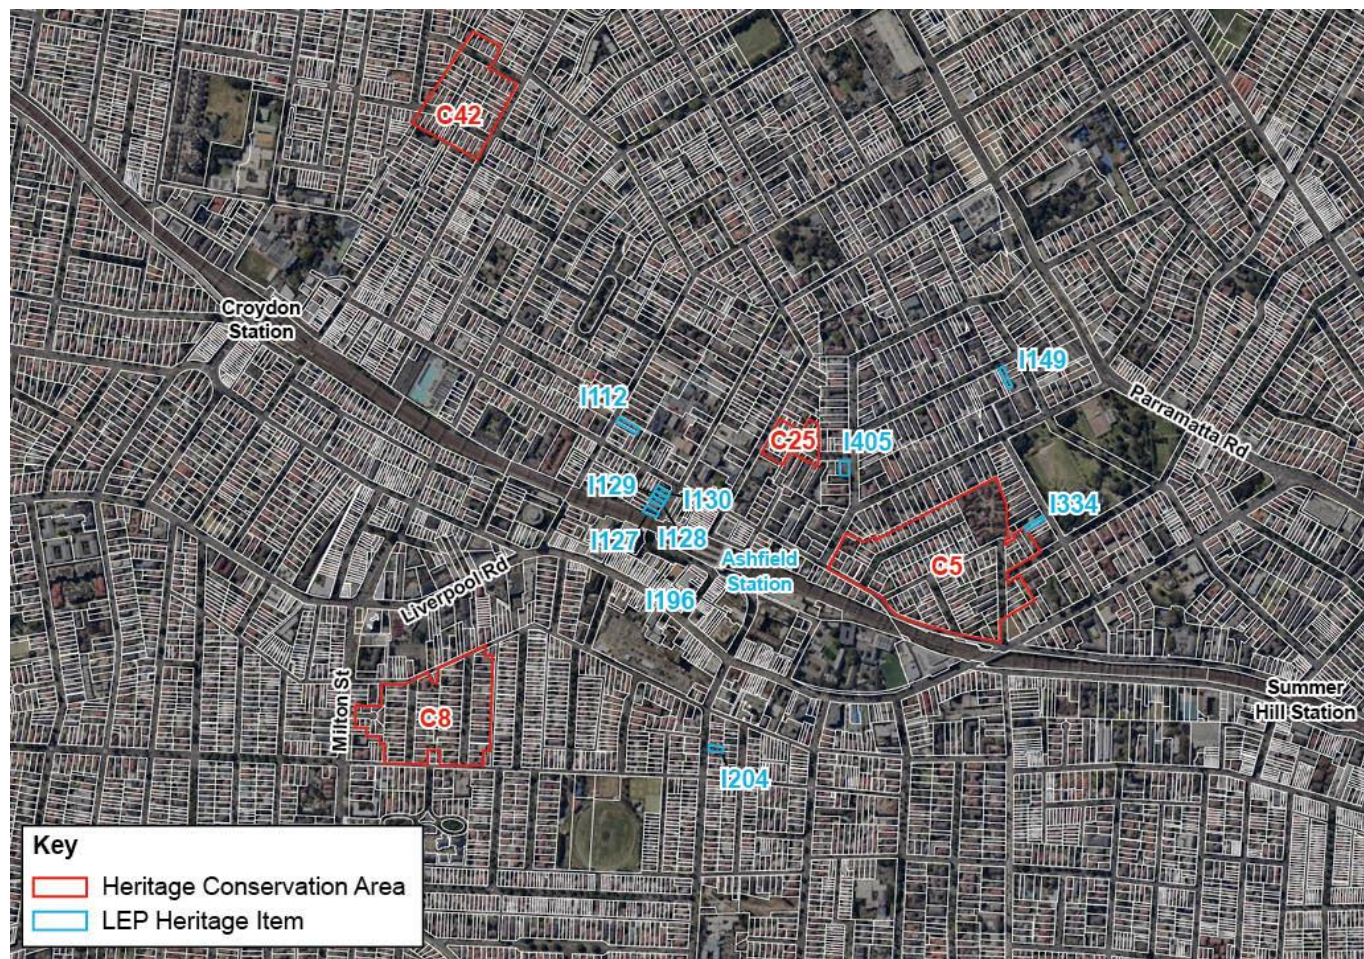 C42
Croydon
Station
I149
I112
Parramatta Rd
C25
I405
I129
I130
I334
I127
I128
Ashfield
Station
C5
Liverpool Rd
I196
Milton St
C8
Summer
Hill Station
I204
Key
Heritage Conservation Area
LEP Heritage Item